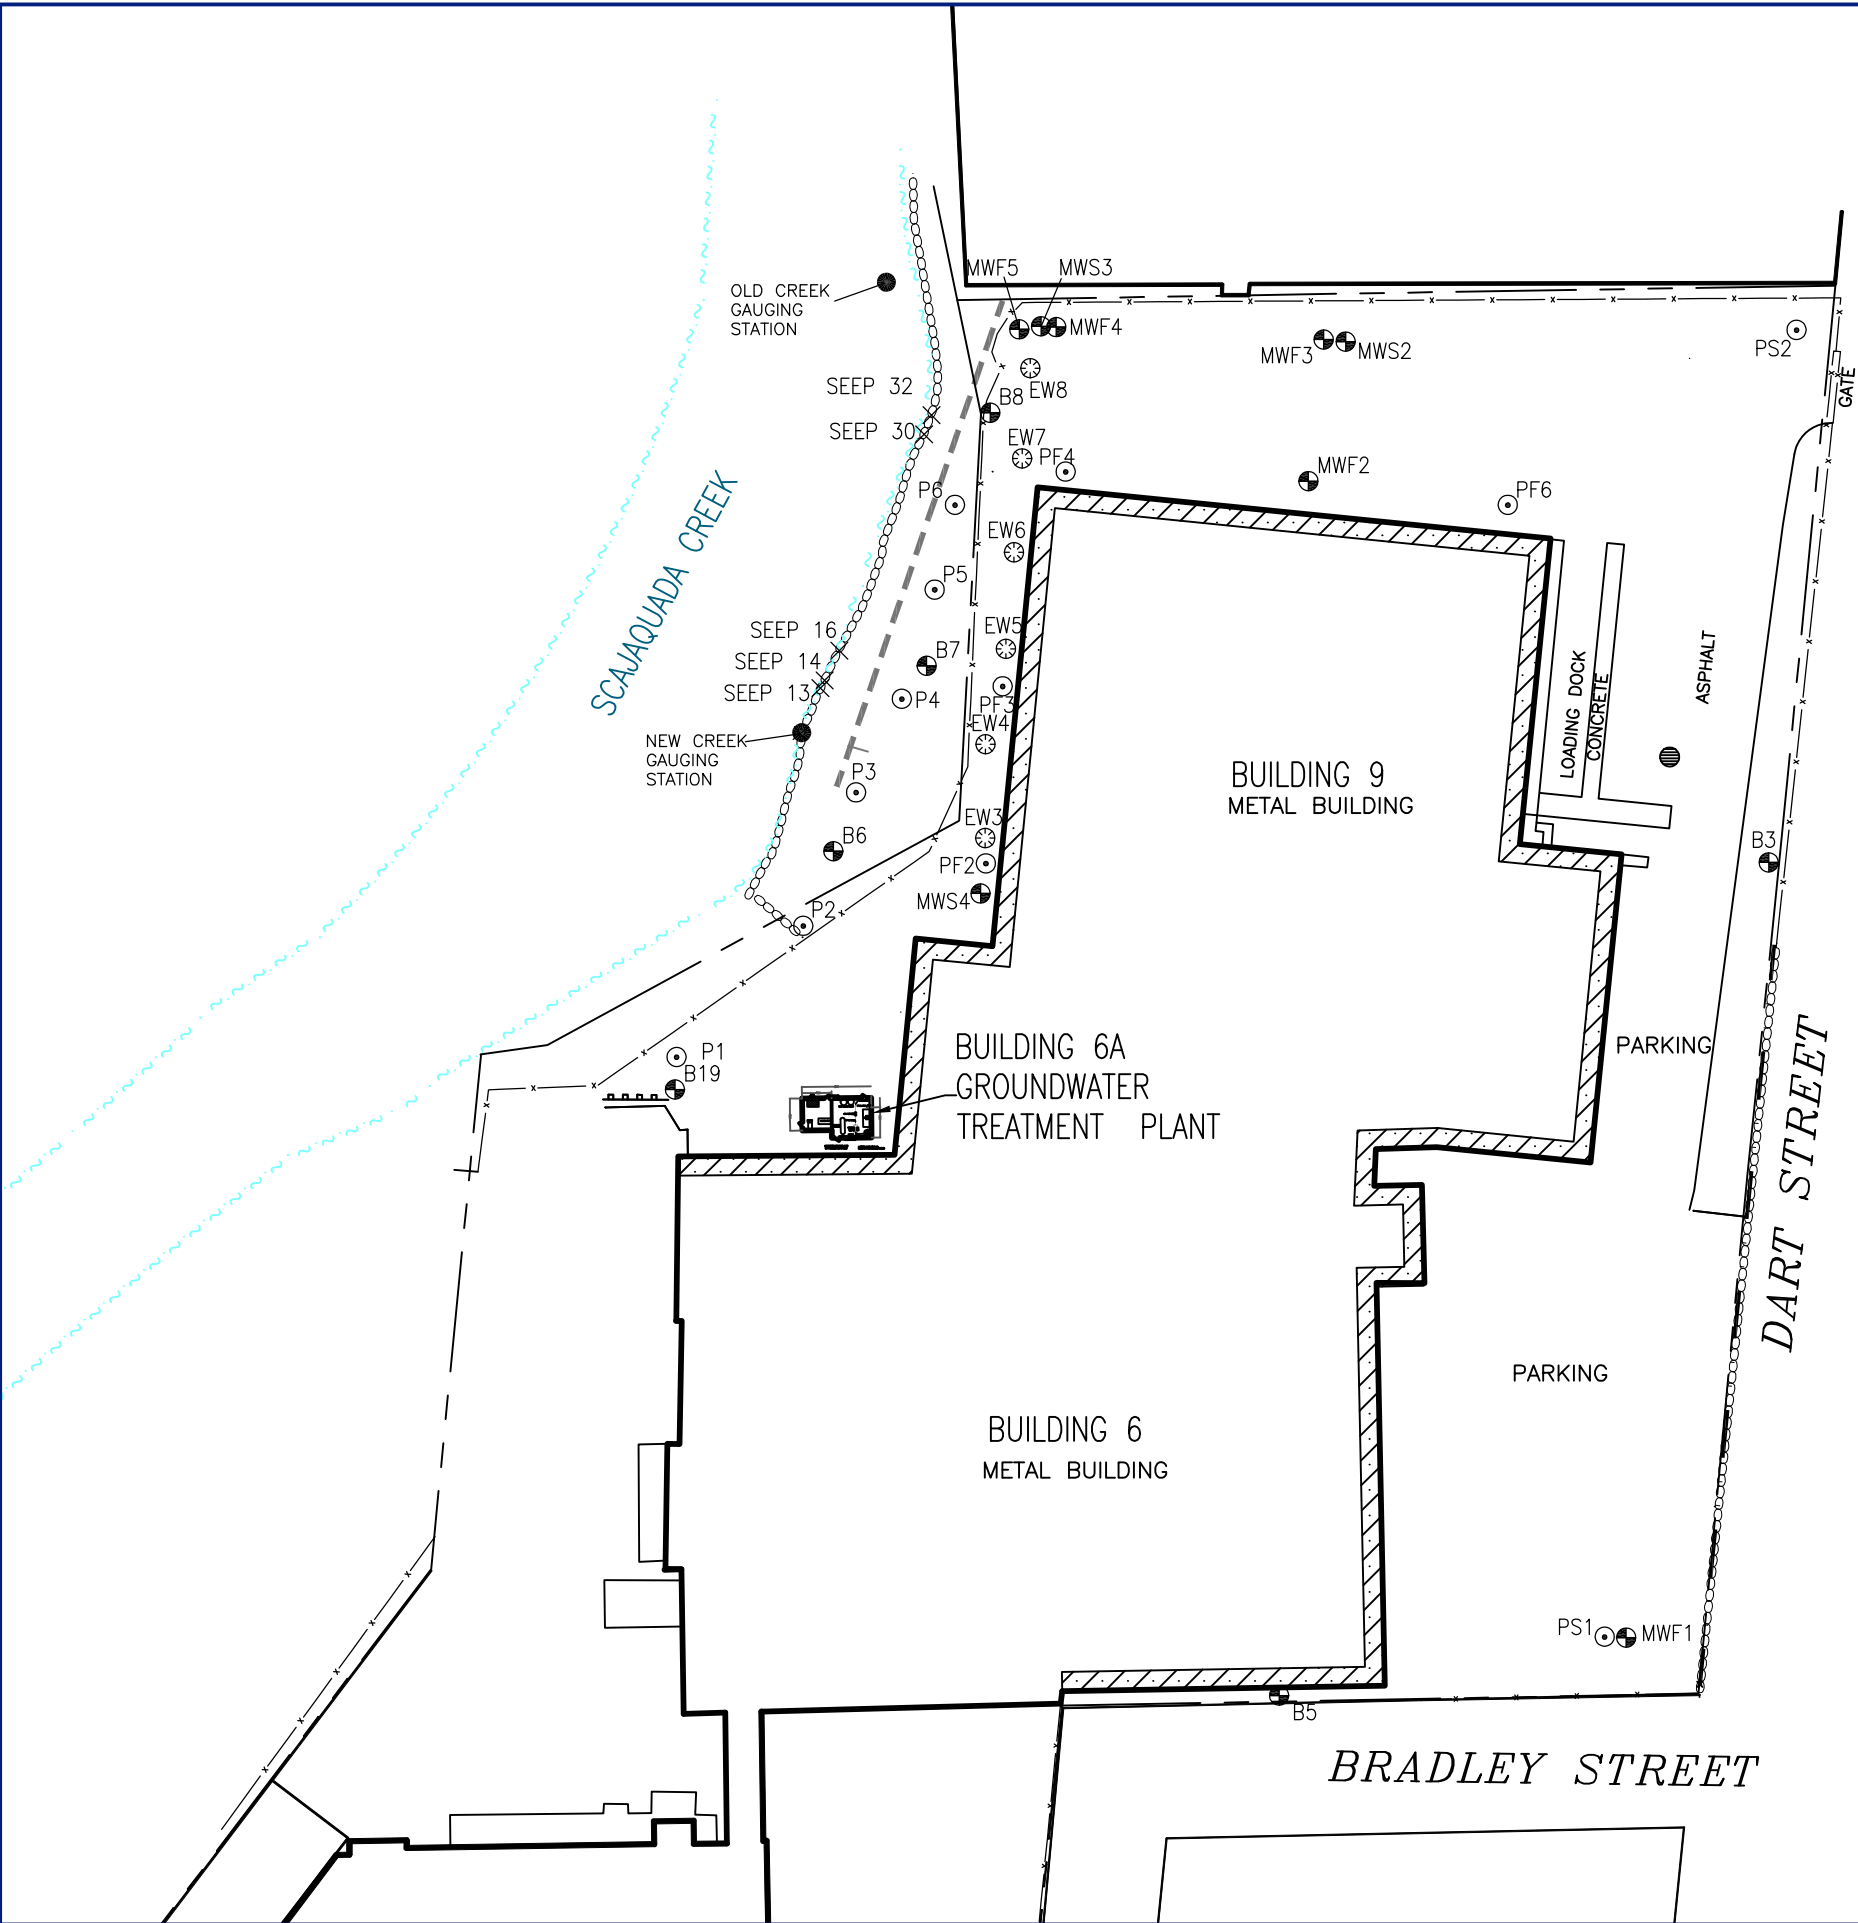 MWF5
MWS3
OLD CREEK
GAUGING
STATION
MWF4
MWF3
MWS2
PS2
GATE
SEEP 32
EW8
B8
SEEP 30
EW7
PF4
MWF2
P6
PF6
EW6
SCAJAQUADA CREEK
P5
SEEP 16
EW5
B7
SEEP 14
SEEP 13
P4
PF3
EW4
LOADING DOCK
CONCRETE
ASPHALT
NEW CREEK
GAUGING
STATION
P3
BUILDING 9
METAL BUILDING
EW3
B6
PF2
B3
MWS4
P2
PARKING
P1
B19
BUILDING 6A
GROUNDWATER
TREATMENT PLANT
DART STREET
PARKING
BUILDING 6
METAL BUILDING
PS1
MWF1
B5
BRADLEY STREET